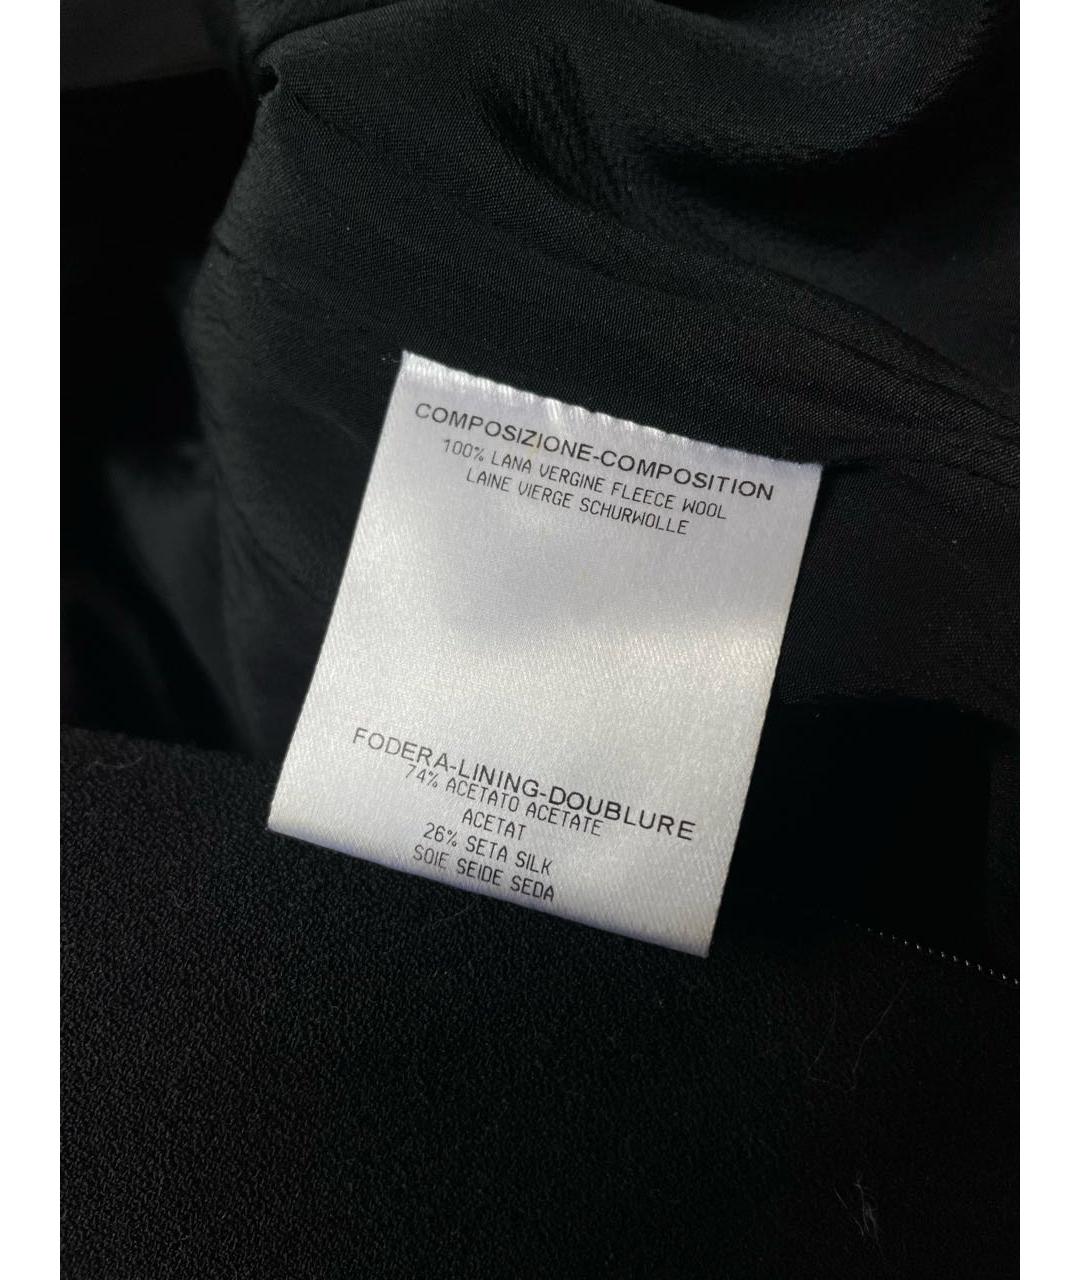 COMPOSIZIONE-COMPOSITION
100% LANA VERGINE FLEECE WOOL
LAINE VIERGE SCHURWOLLE
FODERA-LINING-DOUBLURE
74% ACETATO ACETATE
ACETAT
26% SETA SILK
SOIE SEIDE SEDA